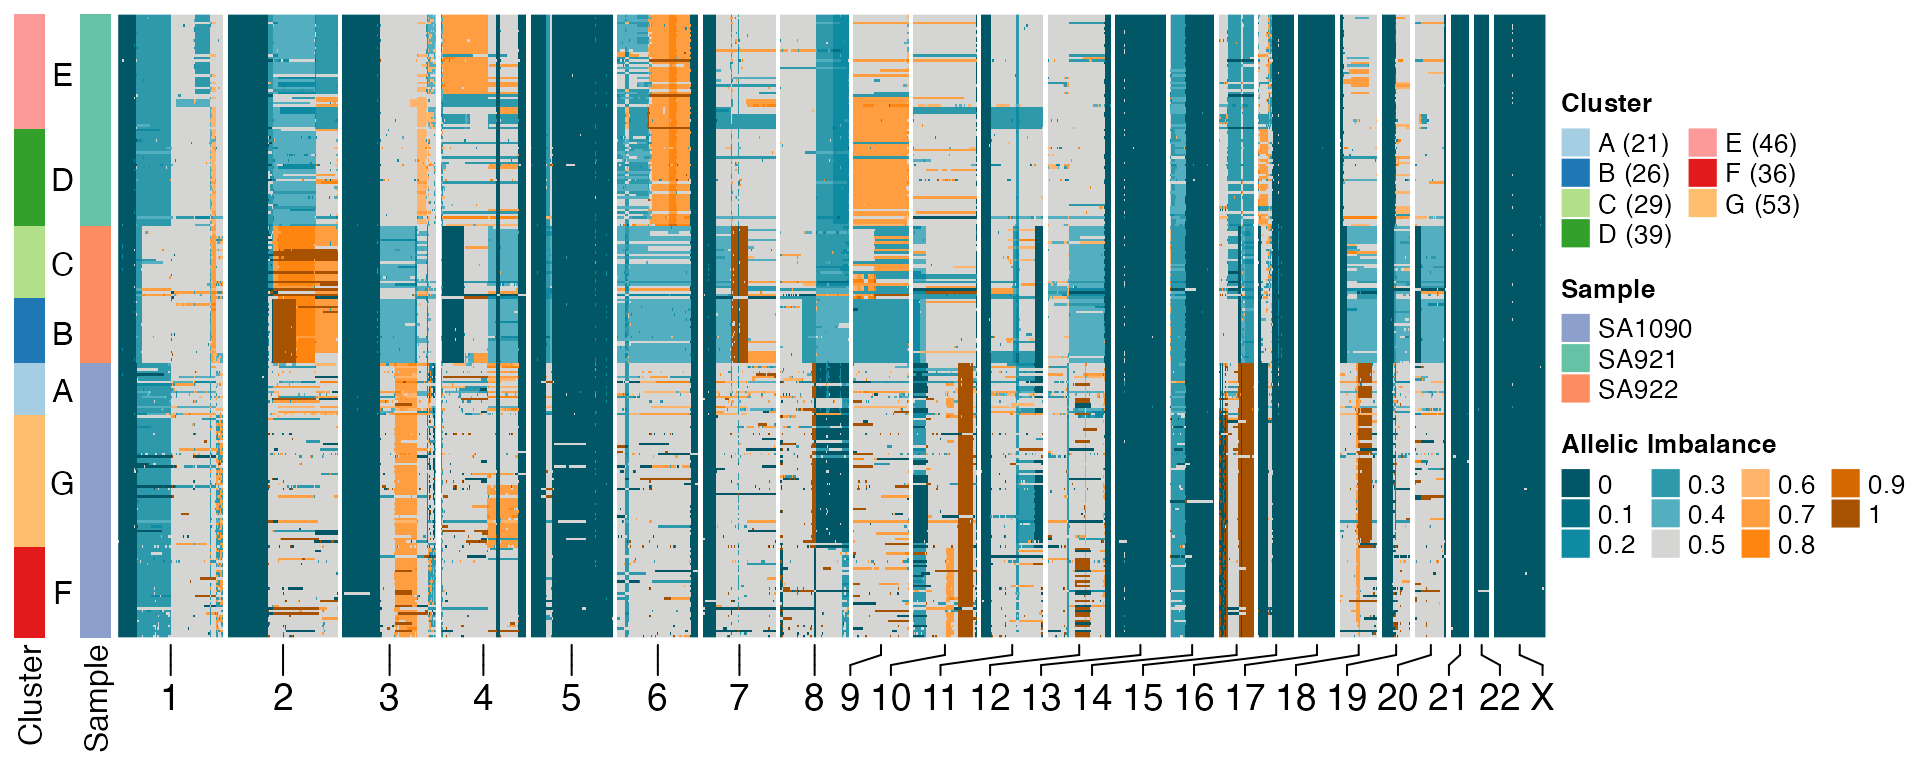 E
D
C
B
A
G
F
Cluster
Sample
1 2 3 4 5 6 7 8 9 10 11 12 13 14 15 16 17 18 19 20 21 22 X
Cluster
A (21) E (46)
B (26) F (36)
C (29) G (53)
D (39)
Sample
SA1090
SA921
SA922
Allelic Imbalance
0 0.3 0.6 0.9
0.1 0.4 0.7 1
0.2 0.5 0.8